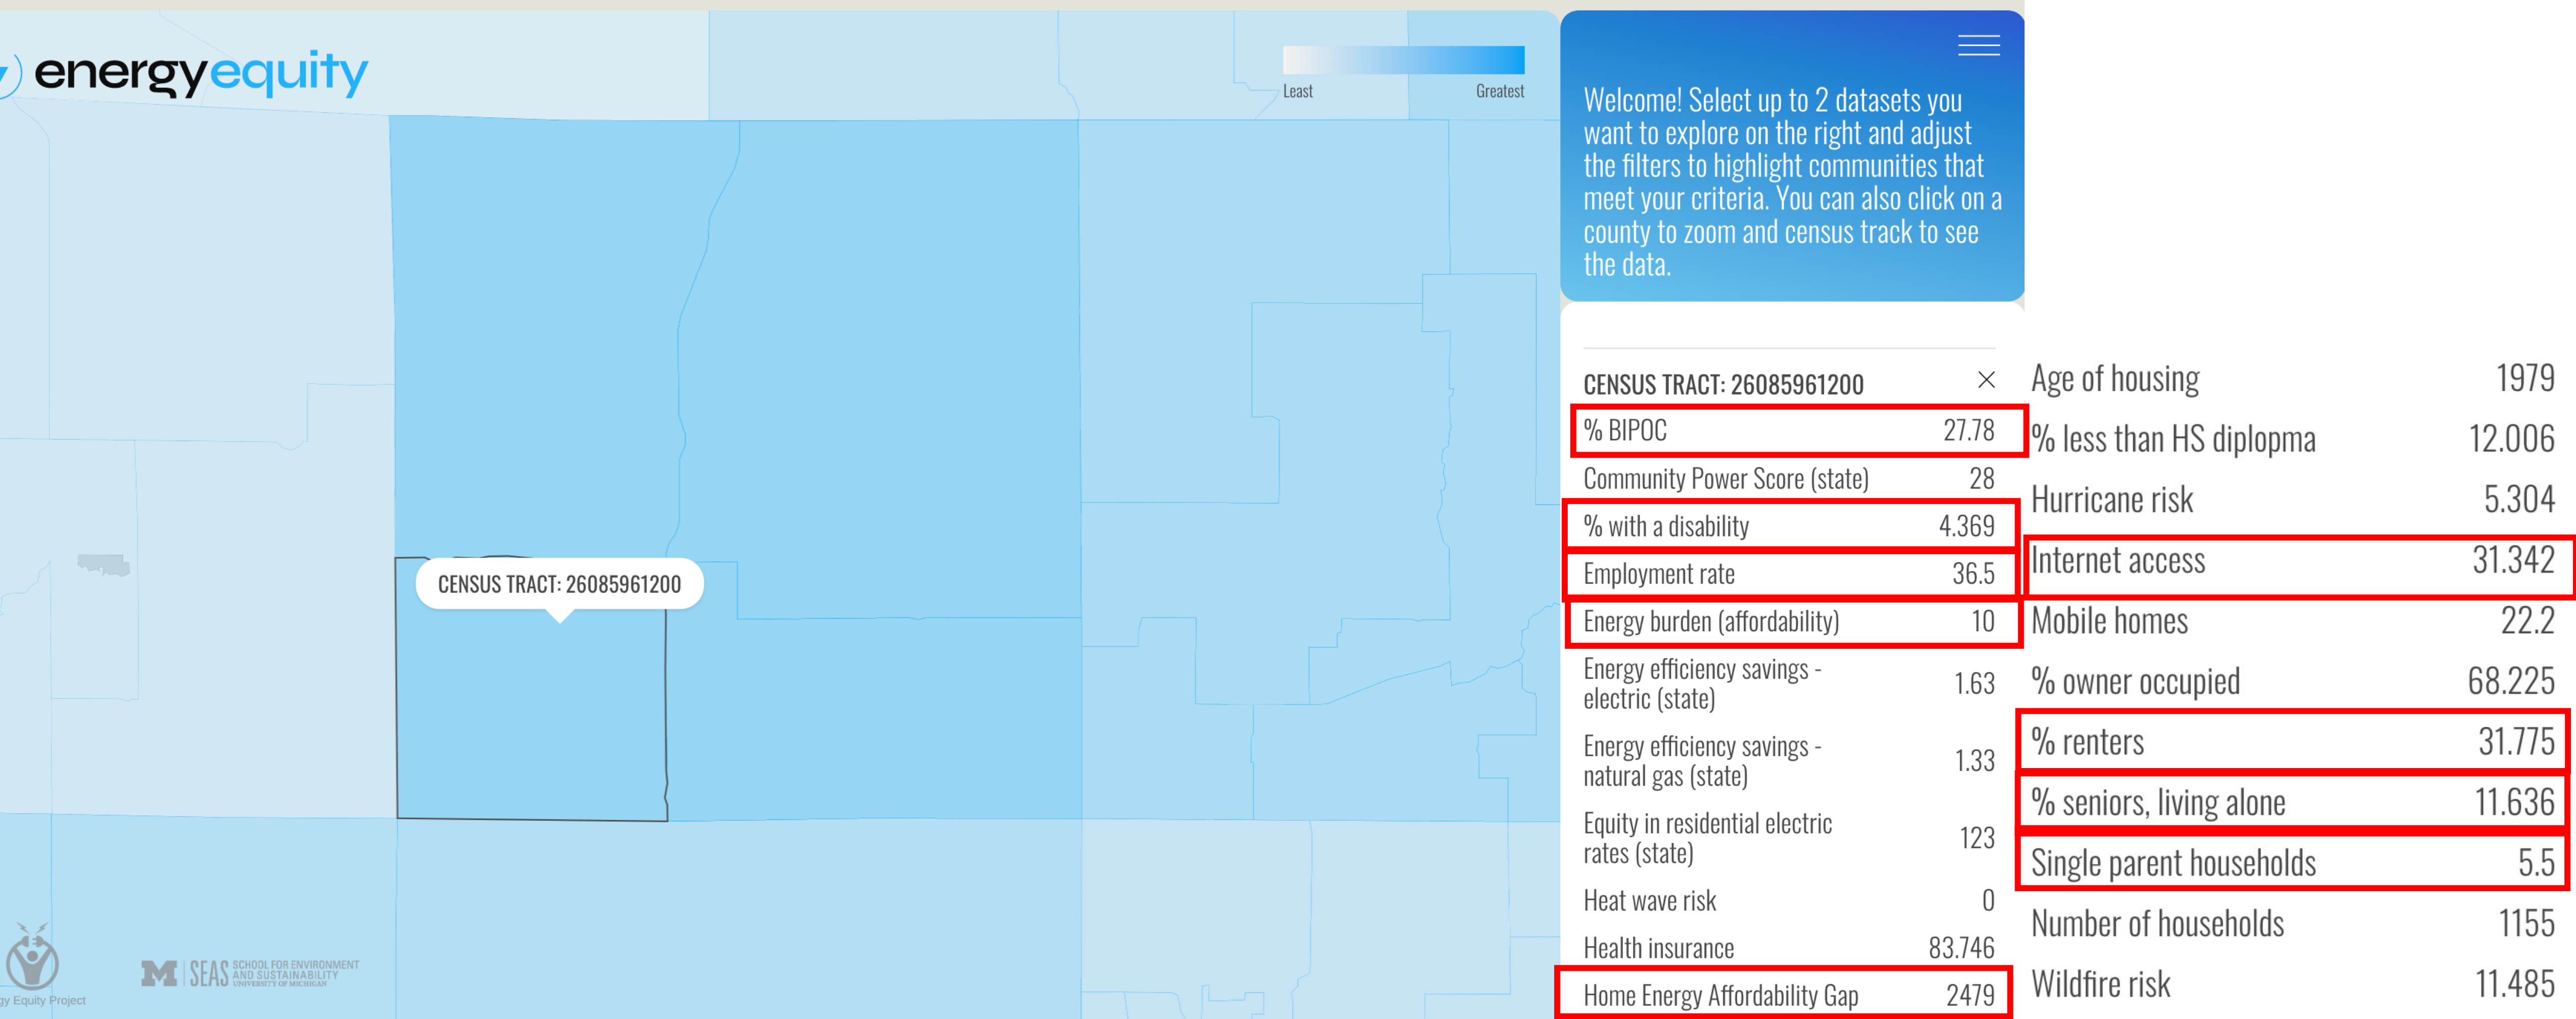 energyequity
Least Greatest
CENSUS TRACT: 26085961200
SEAS SCHOOL FOR ENVIRONMENT
AND SUSTAINABILITY
UNIVERSITY OF MICHIGAN
gy Equity Project
Welcome! Select up to 2 datasets you
want to explore on the right and adjust
the filters to highlight communities that
meet your criteria. You can also click on a
county to zoom and census track to see
the data.
CENSUS TRACT: 26085961200
% BIPOC 27.78
Community Power Score (state) 28
% with a disability 4.369
Employment rate 36.5
Energy burden (affordability) 10
Energy efficiency savings -
electric (state) 1.63
Energy efficiency savings -
natural gas (state) 1.33
Equity in residential electric
rates (state) 123
Heat wave risk 0
Health insurance 83.746
Home Energy Affordability Gap 2479
Age of housing 1979
% less than HS diplopma 12.006
Hurricane risk 5.304
Internet access 31.342
Mobile homes 22.2
% owner occupied 68.225
% renters 31.775
% seniors, living alone 11.636
Single parent households 5.5
Number of households 1155
Wildfire risk 11.485